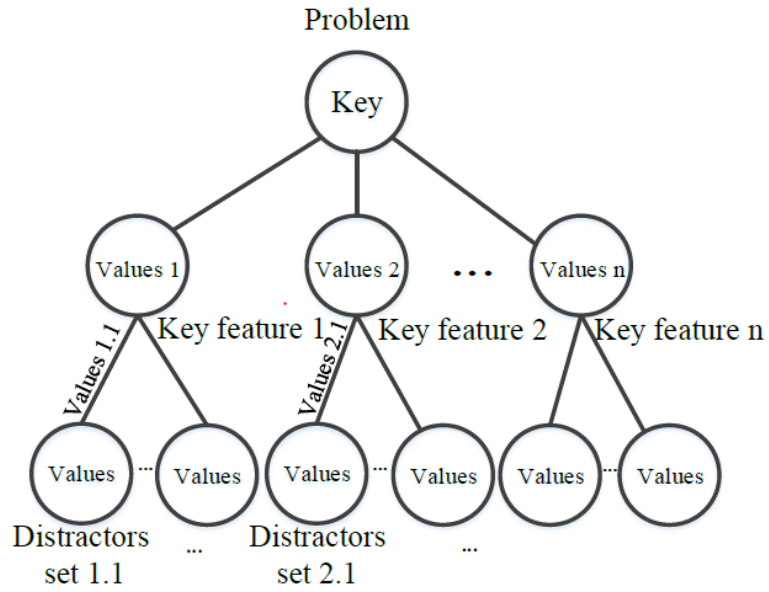 Problem
Key
Values 1
Values 2
...
Values n
Values 1.1
Key feature 1
Values 2.1
Key feature 2
Key feature n
Values
...
Values
Values
...
Values
Values
...
Values
Distractors
set 1.1
...
Distractors
set 2.1
...